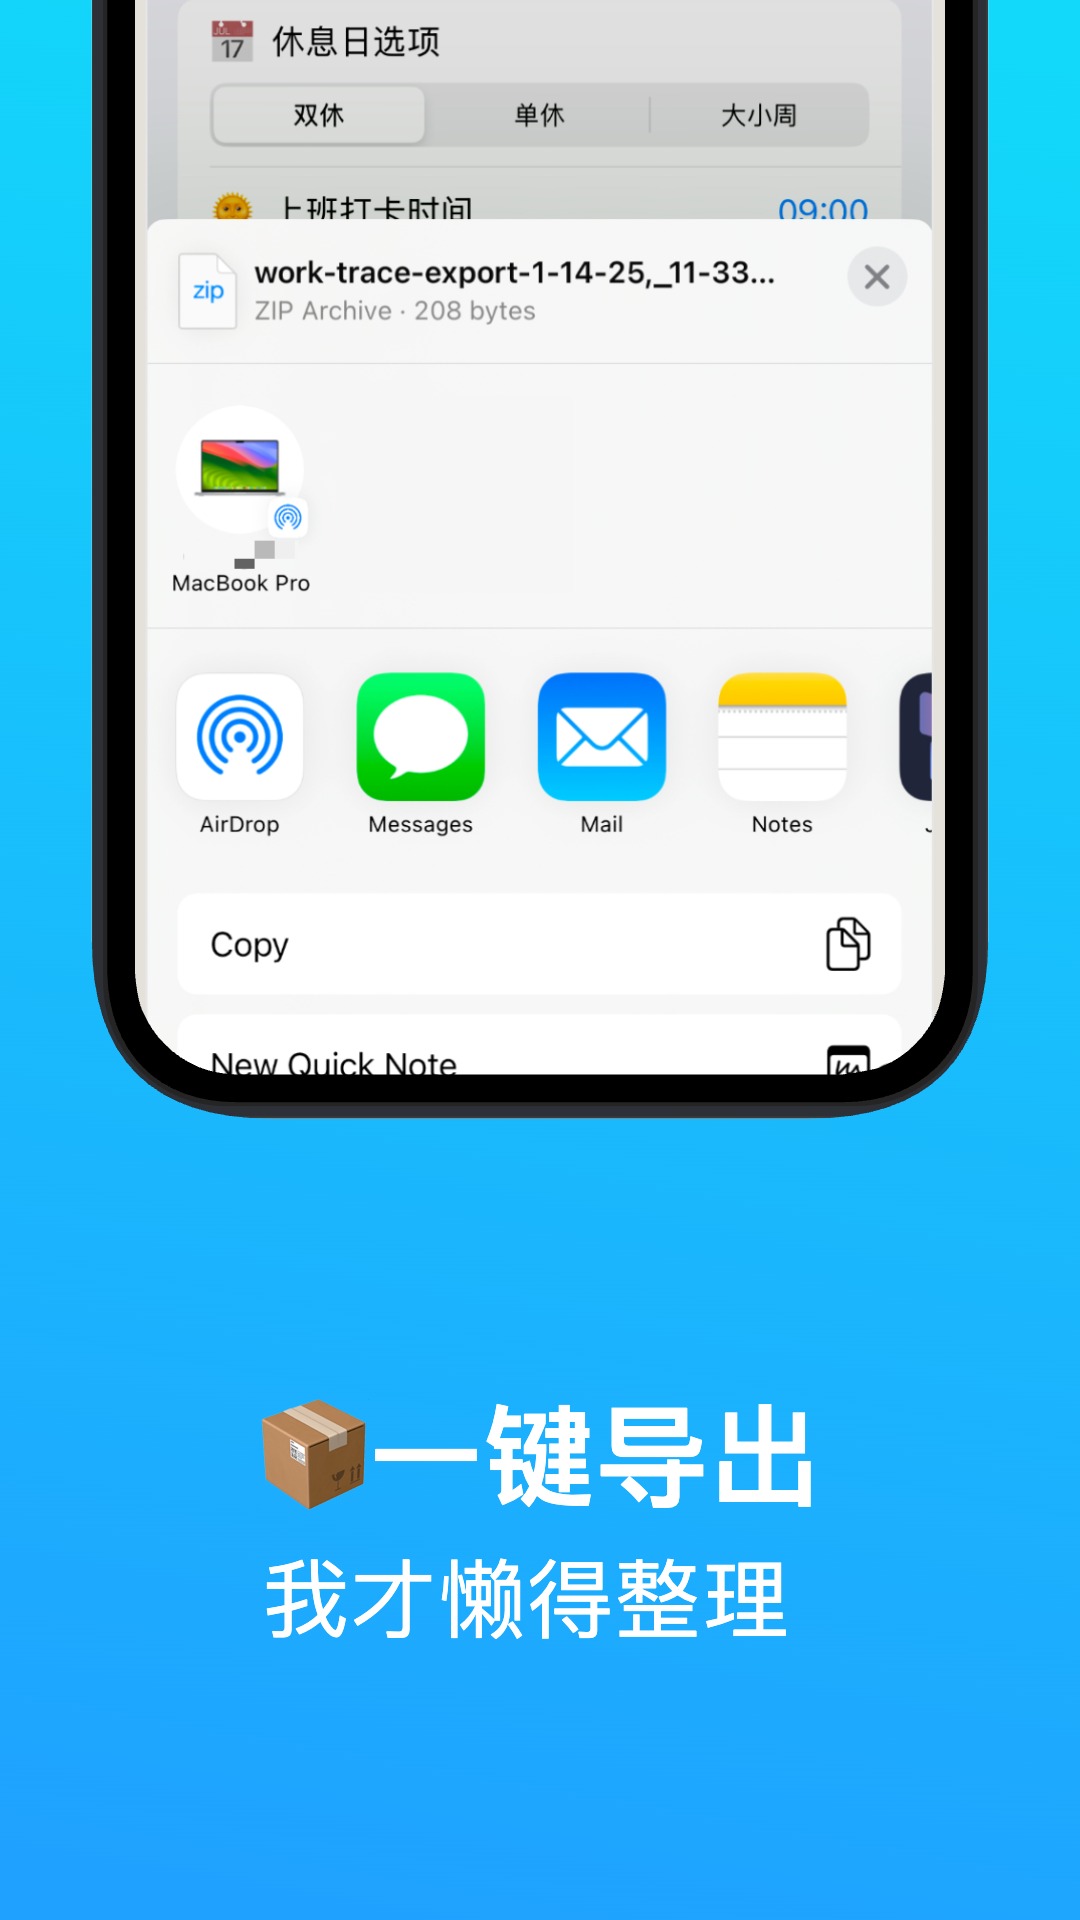 JUL
17
休息日选项
双休 单休 大小周
上班打卡时间 09:00
zip
work-trace-export-1-14-25,_11-33...
ZIP Archive · 208 bytes
MacBook Pro
AirDrop Messages Mail Notes
Copy
New Quick Note
一键导出
我才懒得整理